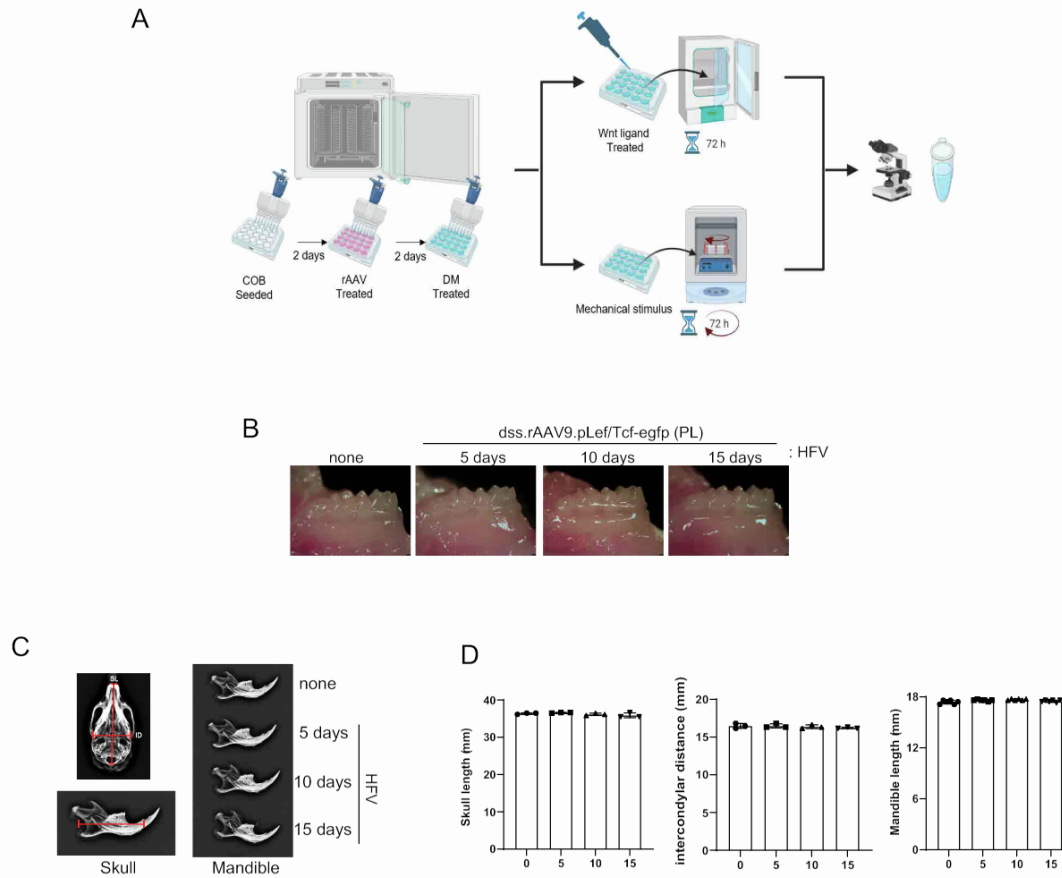 A
Wnt ligand
Treated
72 h
2 days
2 days
COB
Seeded
rAAV
Treated
DM
Treated
Mechanical stimulus
72 h
B
dss.rAAV9.pLef/Tcf-egfp (PL)
none
5 days
10 days
15 days
: HFV
C
SL
ID
none
5 days
10 days
15 days
HFV
Skull
Mandible
D
Skull length (mm)
40
30
20
10
0
0 5 10 15
intercondylar distance (mm)
20
15
10
5
0
0 5 10 15
Mandible length (mm)
18
12
6
0
0 5 10 15